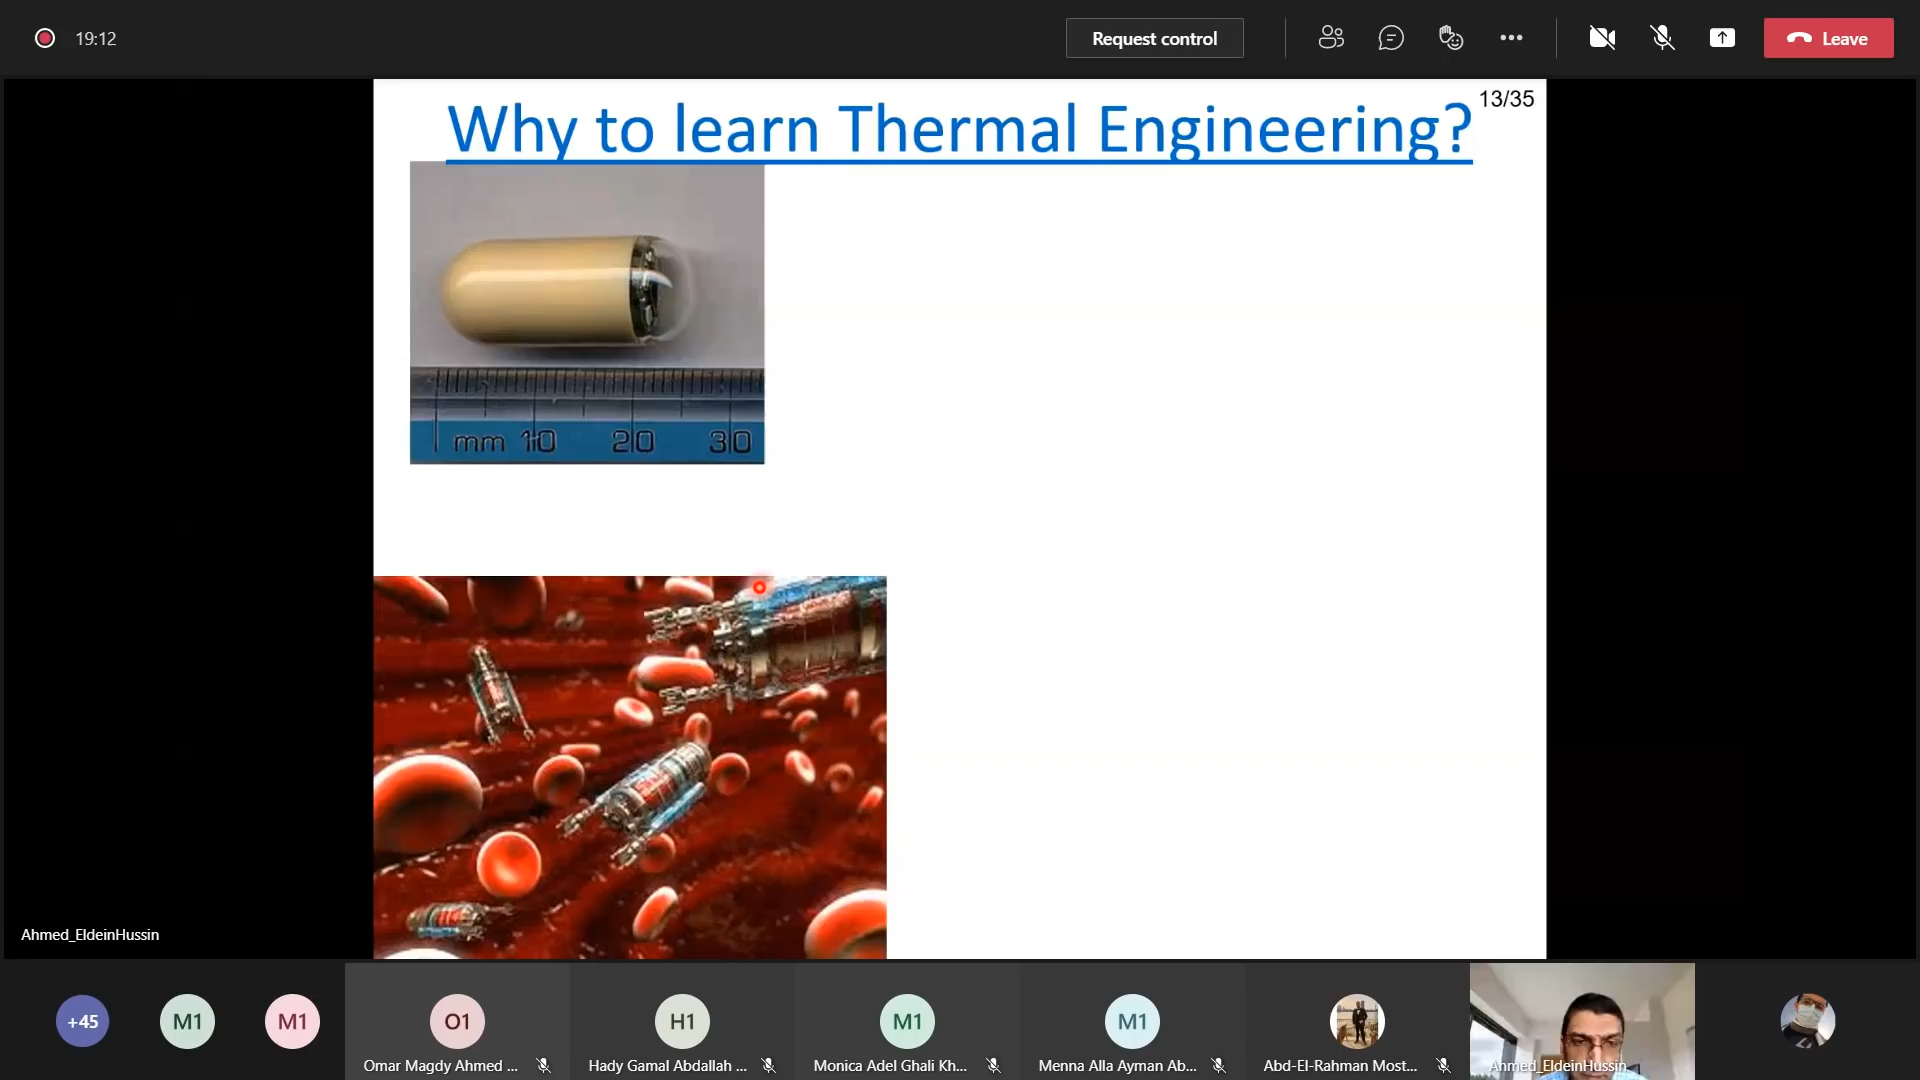 19:12
Request control
Leave
Why to learn Thermal Engineering?
13/35
mm 10 20 30
Ahmed_EldeinHussin
+45
M1
M1
O1
H1
M1
M1
Omar Magdy Ahmed ...
Hady Gamal Abdallah ...
Monica Adel Ghali Kh...
Menna Alla Ayman Ab...
Abd-El-Rahman Most...
Ahmed_EldeinHussin